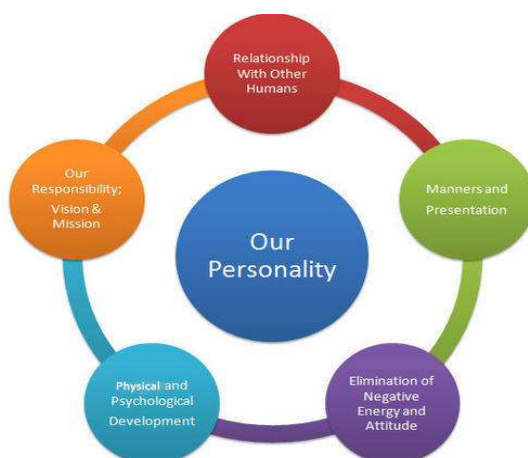 Relationship
With Other
Humans
Our
Responsibility;
Vision &
Mission
Manners and
Presentation
Our
Personality
Physical and
Psychological
Development
Elimination of
Negative
Energy and
Attitude